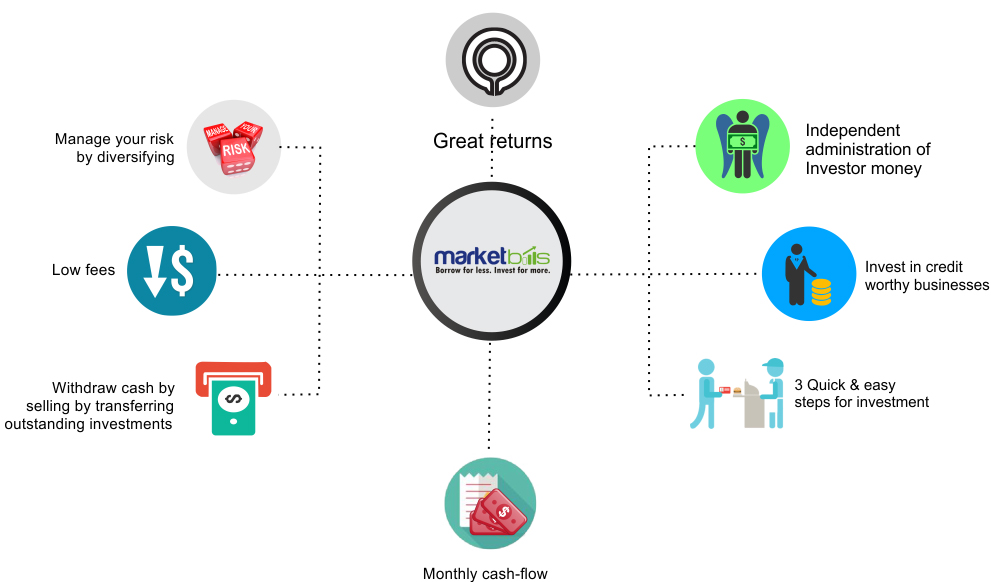 Great returns
Manage your risk
by diversifying
MANAGE
YOUR
RISK
Low fees
$
Withdraw cash by
selling by transferring
outstanding investments
$
marketbills
Borrow for less. Invest for more.
$
Independent
administration of
Investor money
Invest in credit
worthy businesses
3 Quick & easy
steps for investment
$
Monthly cash-flow